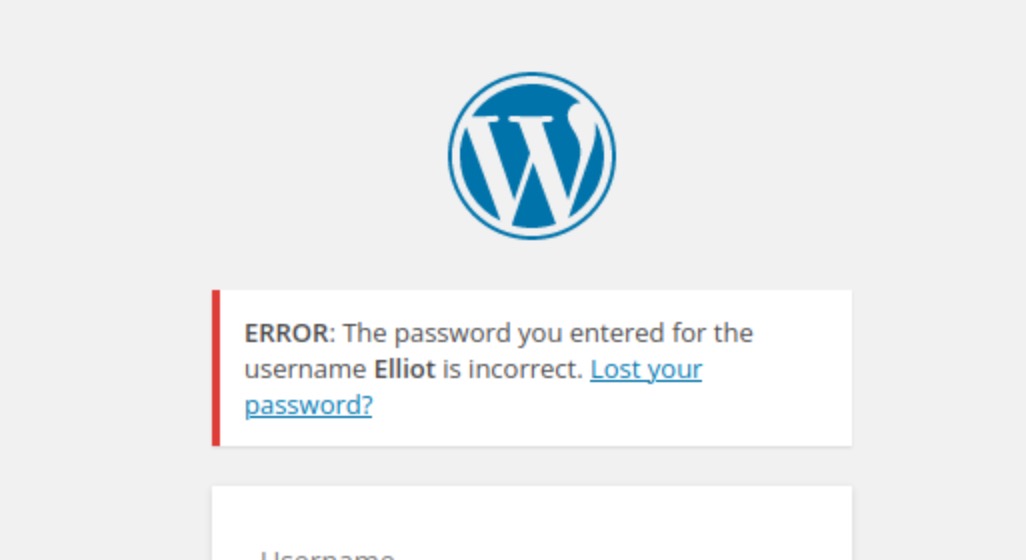 ERROR: The password you entered for the
username Elliot is incorrect. Lost your
password?
Username